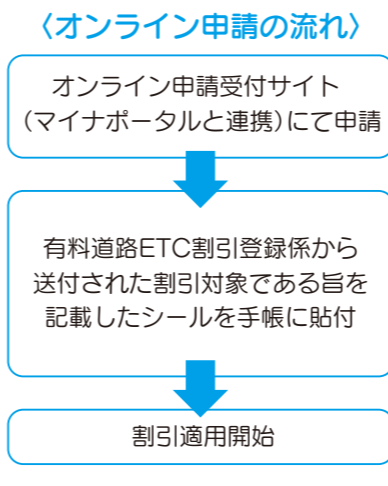 〈オンライン申請の流れ〉
オンライン申請受付サイト
(マイナポータルと連携)にて申請
有料道路ETC割引登録係から
送付された割引対象である旨を
記載したシールを手帳に貼付
割引適用開始